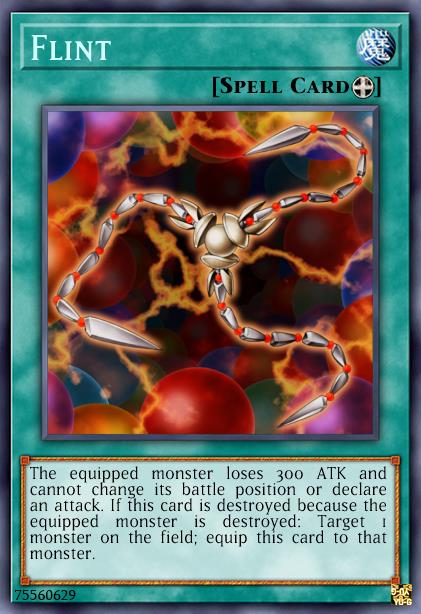 Flint
[Spell Card]
The equipped monster loses 300 ATK and
cannot change its battle position or declare
an attack. If this card is destroyed because the
equipped monster is destroyed: Target 1
monster on the field; equip this card to that
monster.
75560629